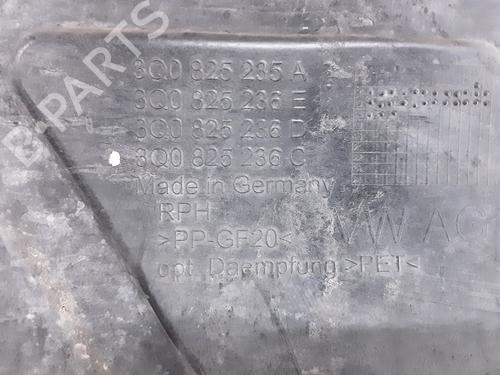 B-PARTS
3Q0 825 235 A
3Q0 825 236 E
3Q0 825 236 D
3Q0 825 236 C
Made in Germany
RPH
>PP-GF20< VW AG
opt. Daempfung >PET<